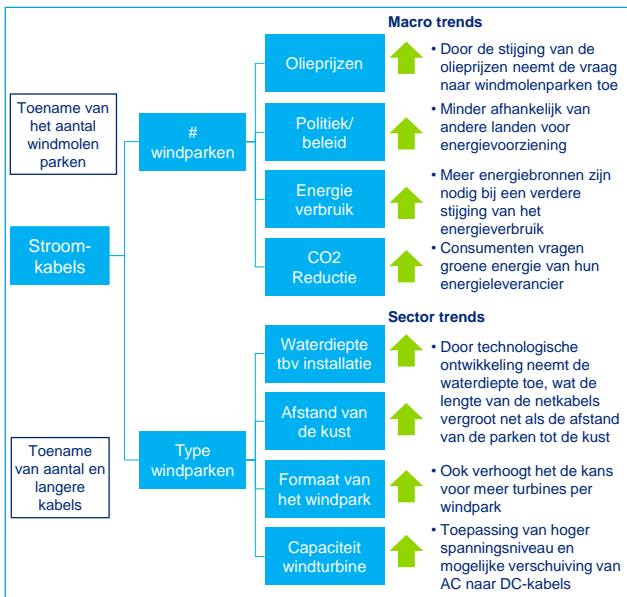 Macro trends
Olieprijzen
• Door de stijging van de
olieprijzen neemt de vraag
naar windmolenparken toe
Toename van
het aantal
windmolen
parken
#
windparken
Politiek/
beleid
• Minder afhankelijk van
andere landen voor
energievoorziening
Energie
verbruik
• Meer energiebronnen zijn
nodig bij een verdere
stijging van het
energieverbruik
Stroom-
kabels
CO2
Reductie
• Consumenten vragen
groene energie van hun
energieleverancier
Sector trends
Waterdiepte
tbv installatie
• Door technologische
ontwikkeling neemt de
waterdiepte toe, wat de
lengte van de netkabels
vergroot net als de afstand
van de parken tot de kust
Afstand van
de kust
Toename
van aantal en
langere
kabels
Type
windparken
Formaat van
het windpark
• Ook verhoogt het de kans
voor meer turbines per
windpark
Capaciteit
windturbine
• Toepassing van hoger
spanningsniveau en
mogelijke verschuiving van
AC naar DC-kabels